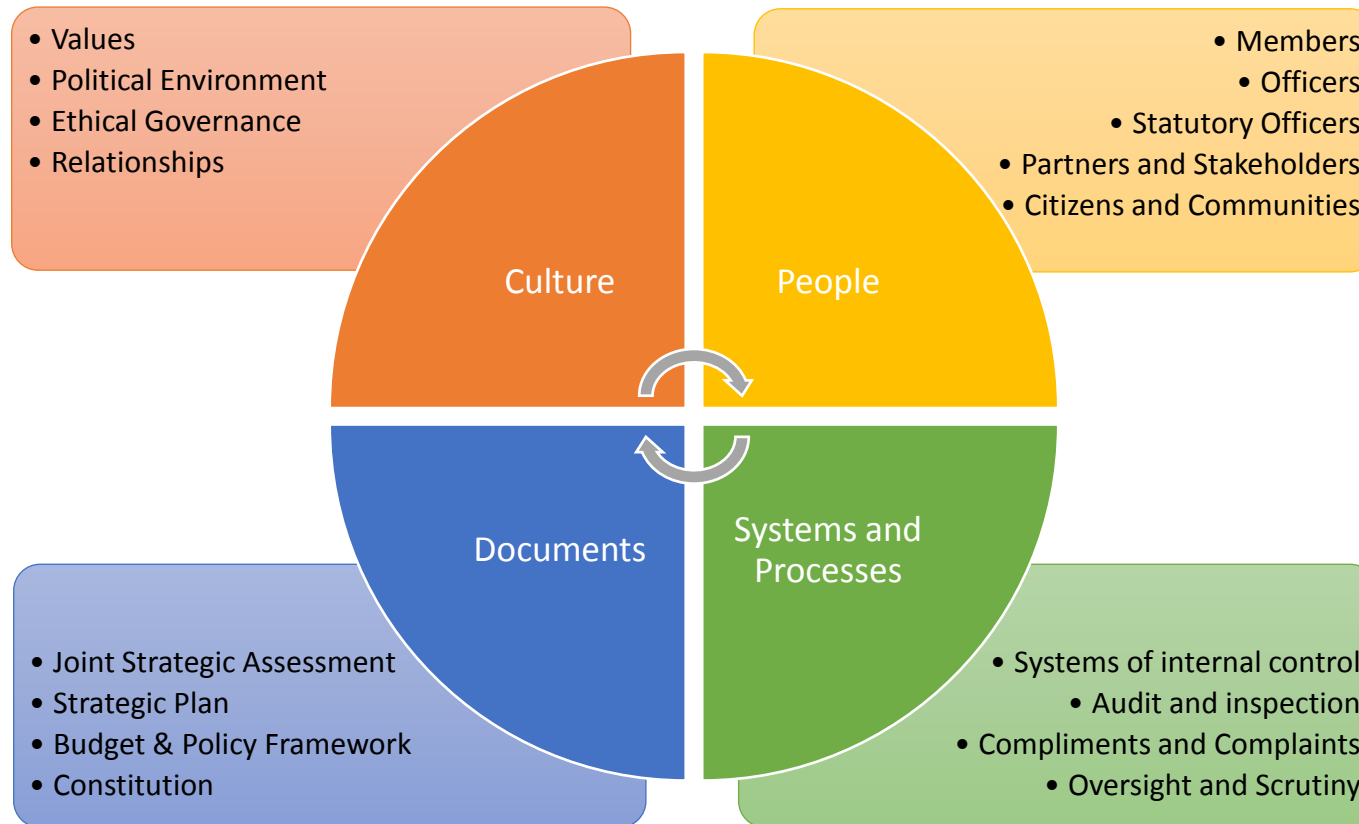 • Values
• Political Environment
• Ethical Governance
• Relationships
• Members
• Officers
• Statutory Officers
• Partners and Stakeholders
• Citizens and Communities
Culture
People
Documents
Systems and
Processes
• Joint Strategic Assessment
• Strategic Plan
• Budget & Policy Framework
• Constitution
• Systems of internal control
• Audit and inspection
• Compliments and Complaints
• Oversight and Scrutiny